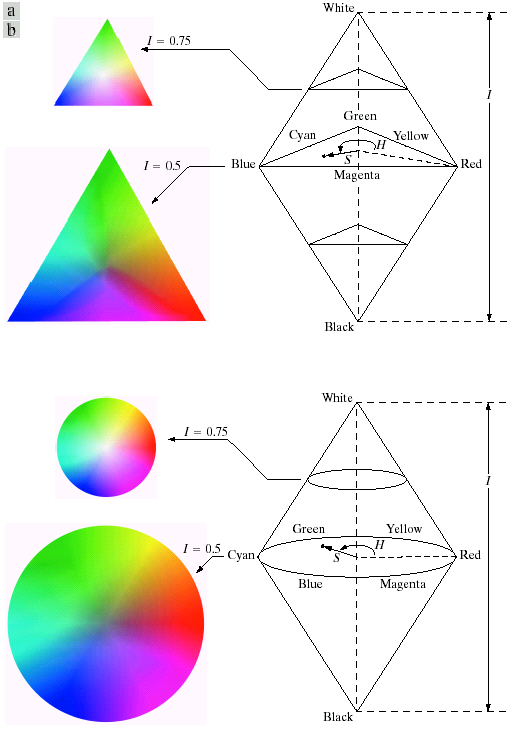 a
b
White
I = 0.75
I
Green
Cyan
Yellow
H
S
I = 0.5
Blue
Red
Magenta
Black
White
I = 0.75
I
Green
Yellow
H
S
I = 0.5
Cyan
Red
Blue
Magenta
Black